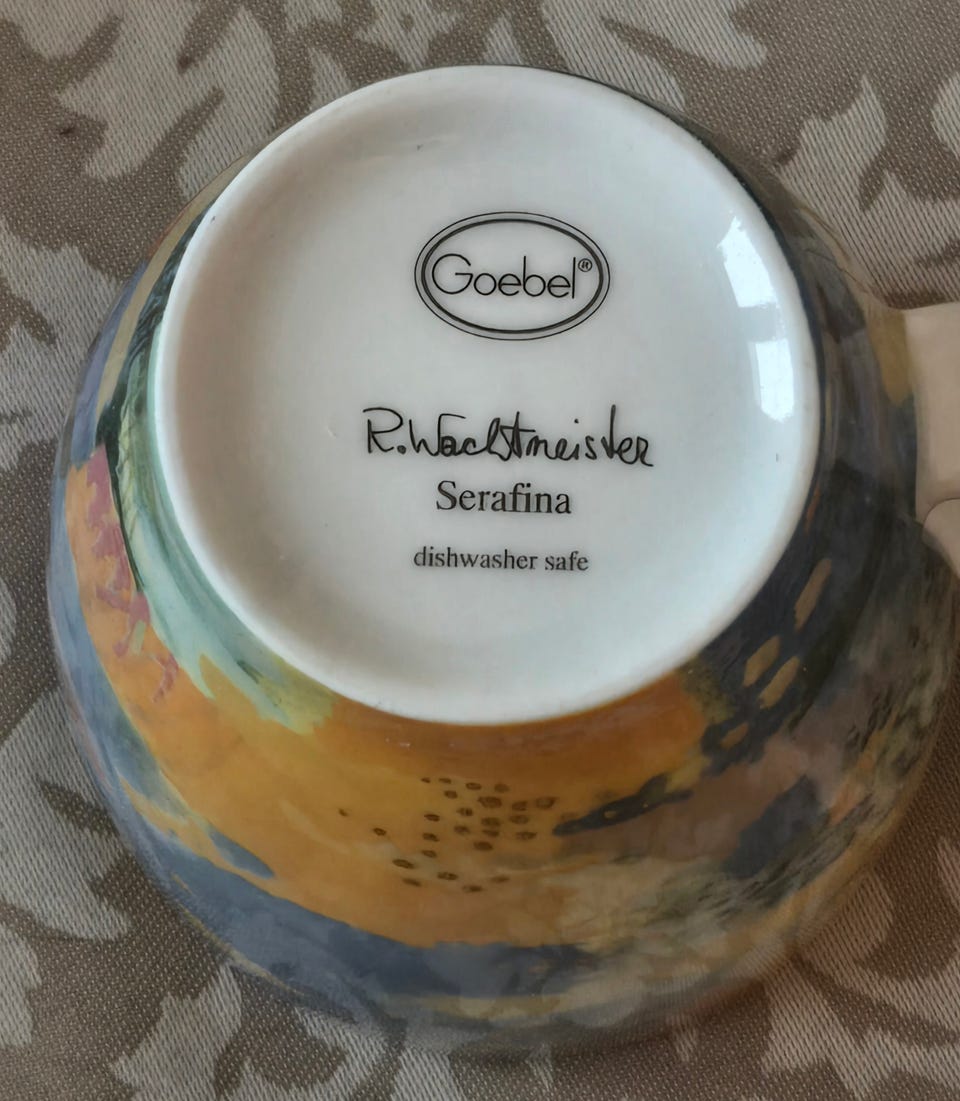 Goebel®
R. Wachtmeister
Serafina
dishwasher safe